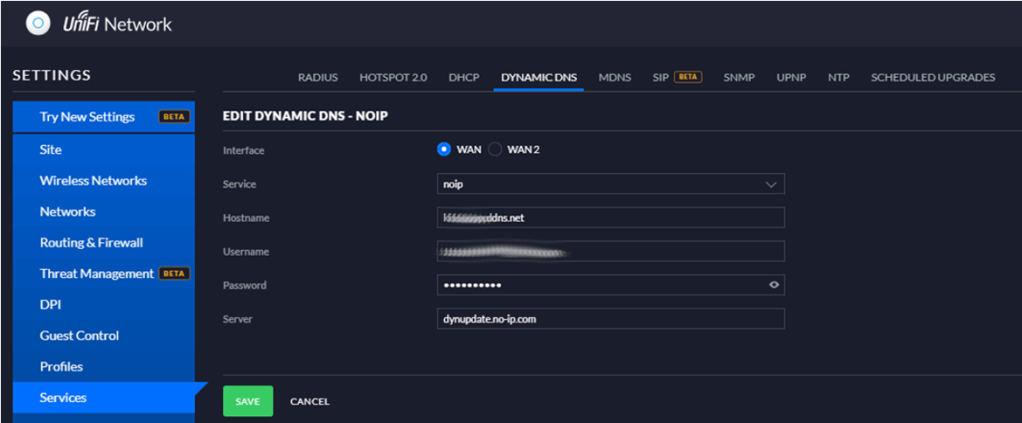 UniFi Network
SETTINGS
RADIUS HOTSPOT 2.0 DHCP DYNAMIC DNS MDNS SIP BETA SNMP UPNP NTP SCHEDULED UPGRADES
Try New Settings BETA
Site
Wireless Networks
Networks
Routing & Firewall
Threat Management BETA
DPI
Guest Control
Profiles
Services
EDIT DYNAMIC DNS - NOIP
Interface WAN WAN 2
Service noip
Hostname ddns.net
Username
Password ••••••••••
Server dynupdate.no-ip.com
SAVE CANCEL